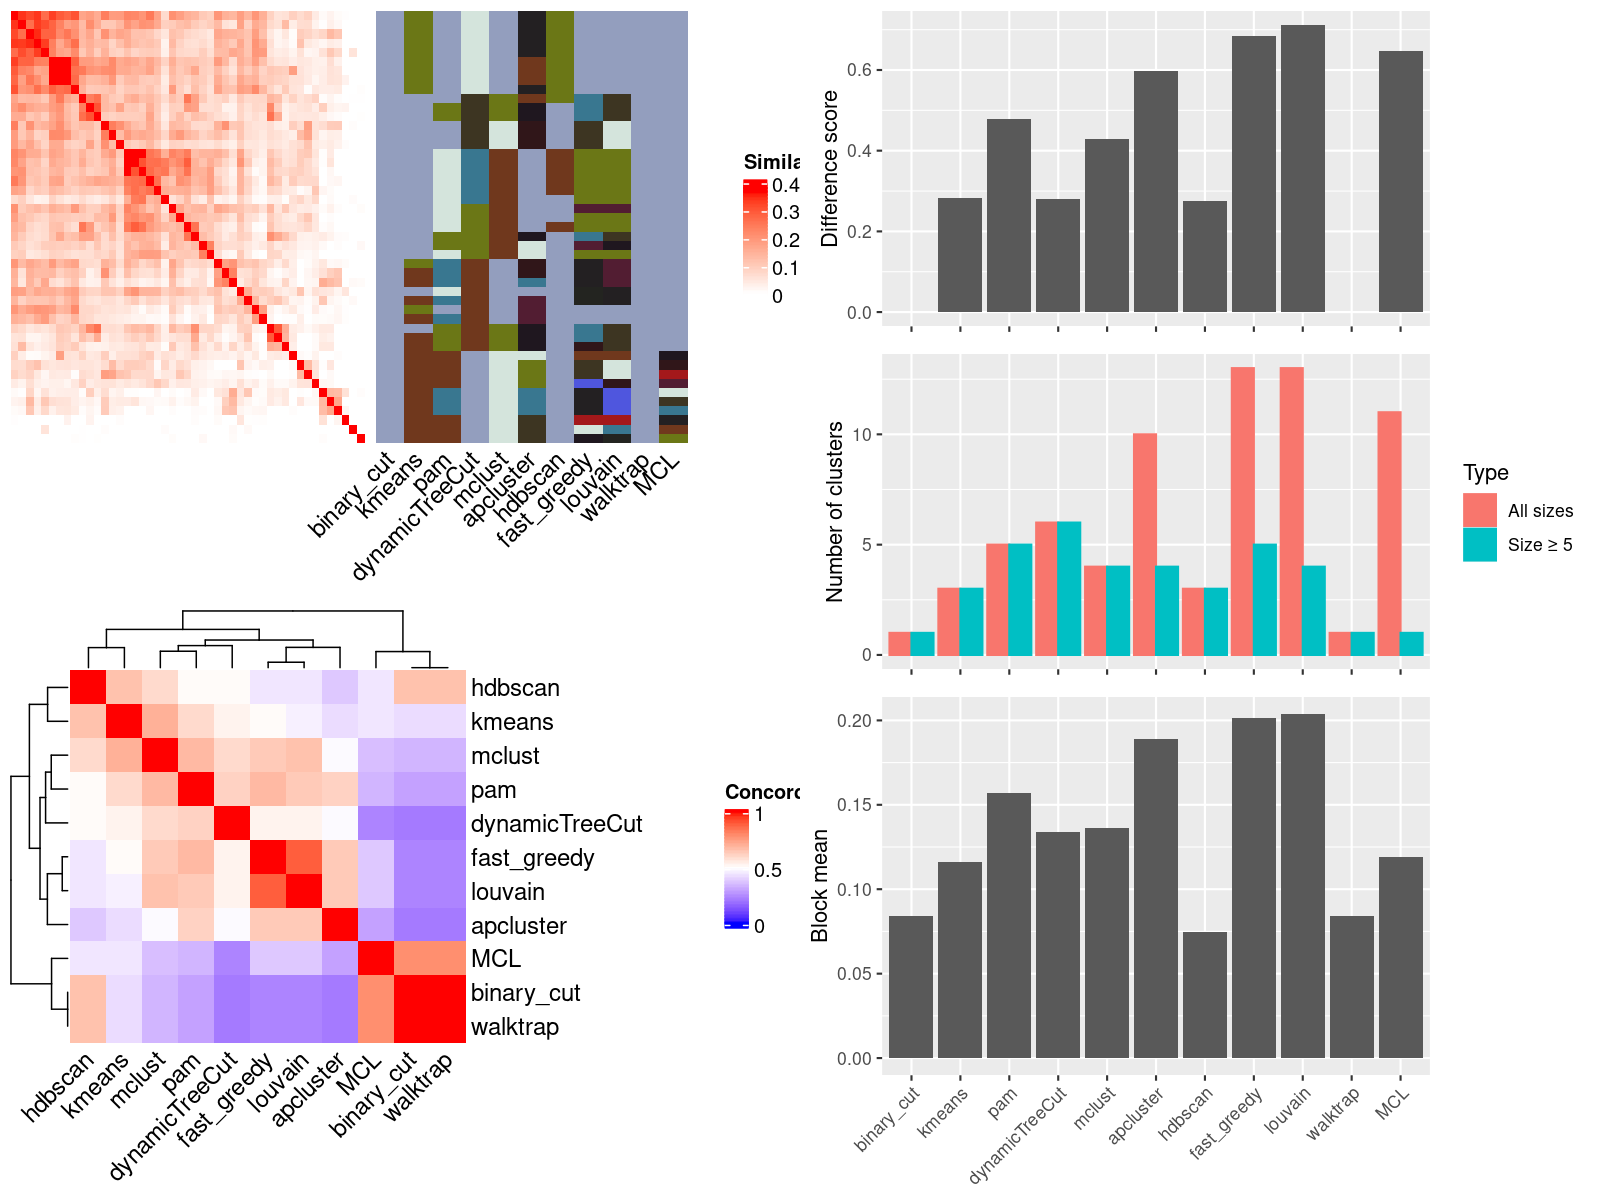 binary_cut
kmeans
pam
dynamicTreeCut
mclust
apcluster
hdbscan
fast_greedy
louvain
walktrap
MCL
Simila
0.4
0.3
0.2
0.1
0
hdbscan
kmeans
mclust
pam
dynamicTreeCut
fast_greedy
louvain
apcluster
MCL
binary_cut
walktrap
hdbscan
kmeans
mclust
pam
dynamicTreeCut
fast_greedy
louvain
apcluster
MCL
binary_cut
walktrap
Concord
1
0.5
0
Difference score
0.6
0.4
0.2
0.0
Number of clusters
10
5
0
Type
All sizes
Size ≥ 5
Block mean
0.20
0.15
0.10
0.05
0.00
binary_cut
kmeans
pam
dynamicTreeCut
mclust
apcluster
hdbscan
fast_greedy
louvain
walktrap
MCL